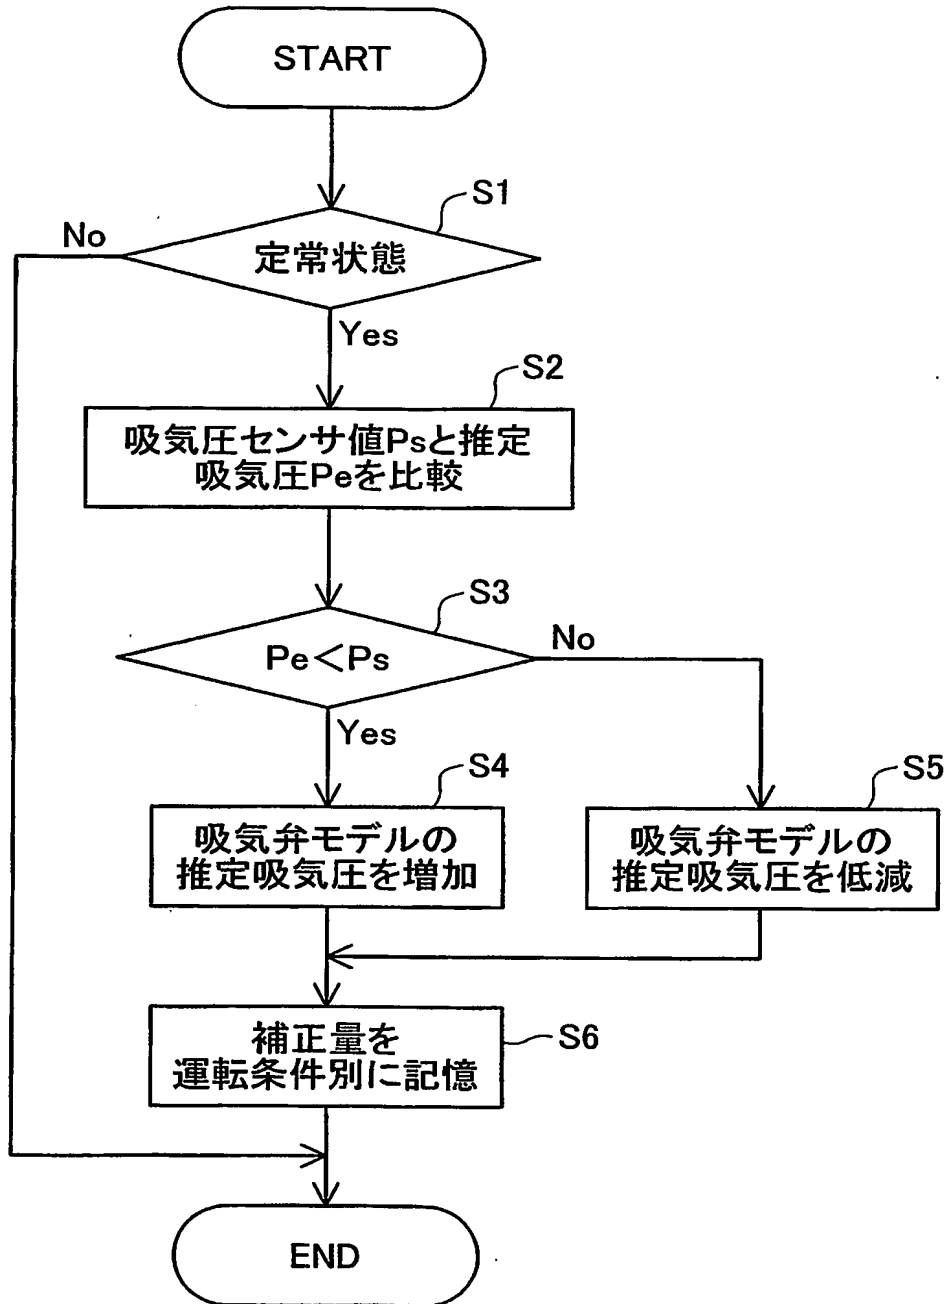 START
S1
No
定常状態
Yes
S2
吸気圧センサ値Psと推定
吸気圧Peを比較
S3
Pe<Ps
No
Yes
S4
吸気弁モデルの
推定吸気圧を増加
S5
吸気弁モデルの
推定吸気圧を低減
補正量を
運転条件別に記憶
S6
END